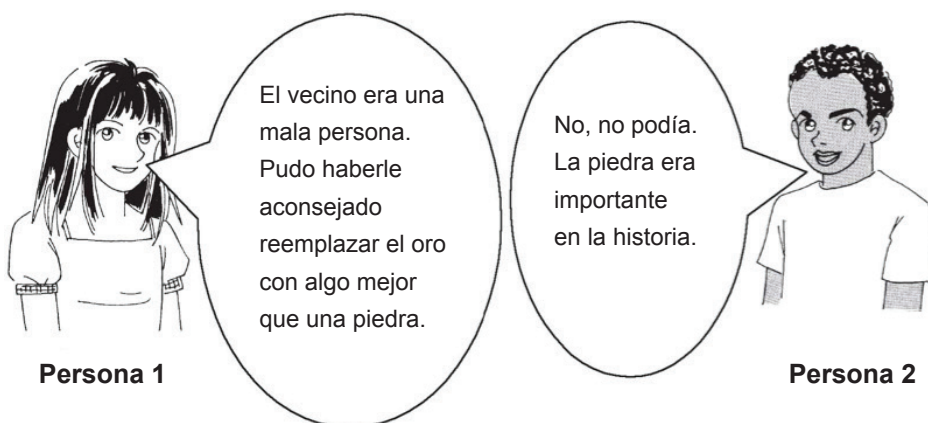 El vecino era una
mala persona.
Pudo haberle
aconsejado
reemplazar el oro
con algo mejor
que una piedra.
No, no podía.
La piedra era
importante
en la historia.
Persona 1
Persona 2